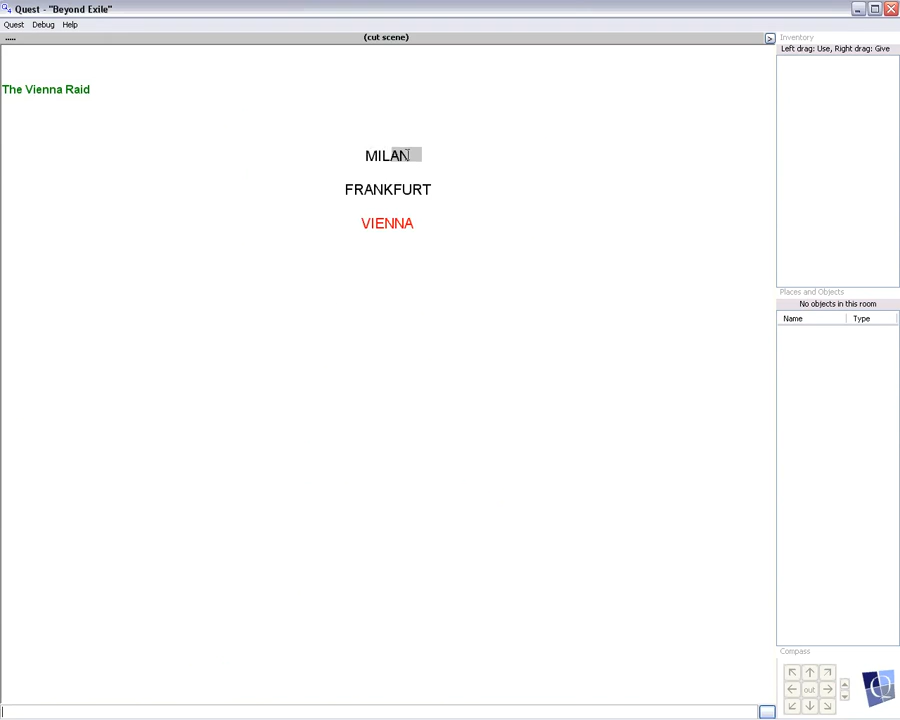 Quest - "Beyond Exile"
Quest Debug Help
..... (cut scene) >
Inventory
Left drag: Use, Right drag: Give
The Vienna Raid
MILAN
FRANKFURT
VIENNA
Places and Objects
No objects in this room
Name Type
Compass
out